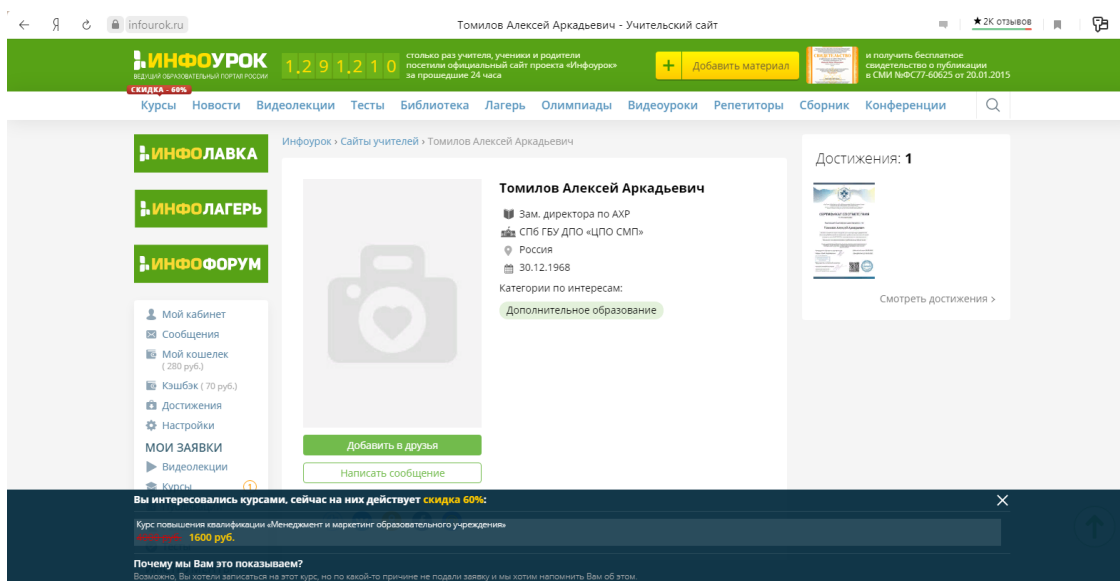 infourok.ru
Томилов Алексей Аркадьевич - Учительский сайт
★ 2К отзывов
ИНФОУРОК
ВЕДУЩИЙ ОБРАЗОВАТЕЛЬНЫЙ ПОРТАЛ РОССИИ
1.291.210
столько раз учителя, ученики и родители
посетили официальный сайт проекта «Инфоурок»
за прошедшие 24 часа
+ Добавить материал
и получить бесплатное
свидетельство о публикации
в СМИ №ФС77-60625 от 20.01.2015
СКИДКА - 60%
Курсы Новости Видеолекции Тесты Библиотека Лагерь Олимпиады Видеоуроки Репетиторы Сборник Конференции
ИНФОЛАВКА
ИНФОЛАГЕРЬ
ИНФОФОРУМ
Мой кабинет
Сообщения
Мой кошелек
( 280 руб.)
Кэшбэк ( 70 руб.)
Достижения
Настройки
МОИ ЗАЯВКИ
Видеолекции
Курсы 1
Инфоурок › Сайты учителей › Томилов Алексей Аркадьевич
Томилов Алексей Аркадьевич
Зам. директора по АХР
СПб ГБУ ДПО «ЦПО СМП»
Россия
30.12.1968
Категории по интересам:
Дополнительное образование
Добавить в друзья
Написать сообщение
Достижения: 1
Смотреть достижения >
Вы интересовались курсами, сейчас на них действует скидка 60%:
Курс повышения квалификации «Менеджмент и маркетинг образовательного учреждения»
1600 руб.
Почему мы Вам это показываем?
Возможно, Вы хотели записаться на этот курс, но по какой-то причине не подали заявку и мы хотим напомнить Вам об этом.